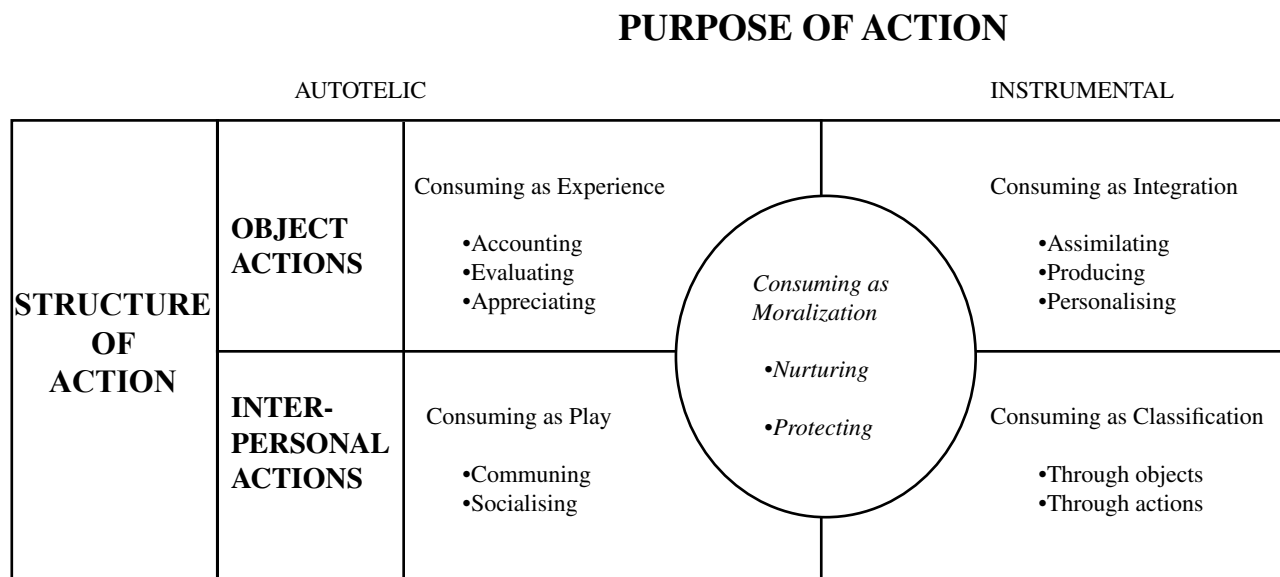 PURPOSE OF ACTION
AUTOTELIC
INSTRUMENTAL
STRUCTURE
OF
ACTION
OBJECT
ACTIONS
Consuming as Experience
•Accounting
•Evaluating
•Appreciating
Consuming as Integration
•Assimilating
•Producing
•Personalising
Consuming as
Moralization
•Nurturing
•Protecting
INTER-
PERSONAL
ACTIONS
Consuming as Play
•Communing
•Socialising
Consuming as Classification
•Through objects
•Through actions